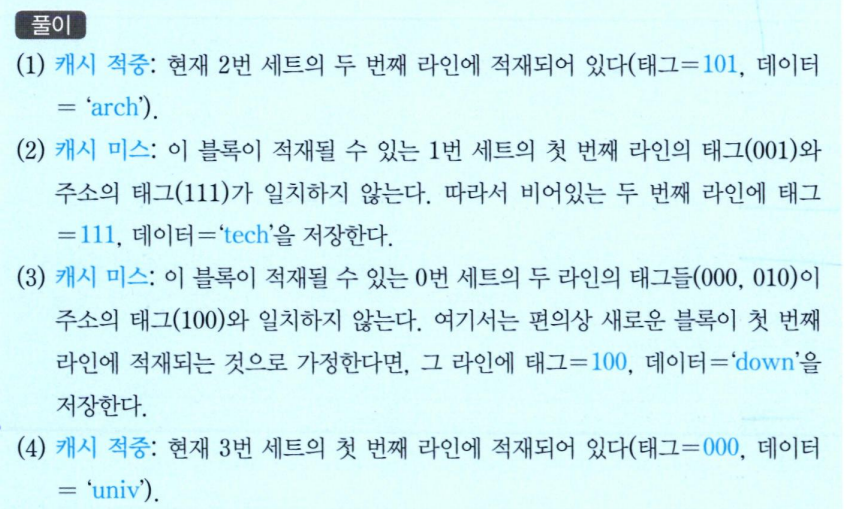 풀이
(1) 캐시 적중: 현재 2번 세트의 두 번째 라인에 적재되어 있다(태그=101, 데이터
= ‘arch’).
(2) 캐시 미스: 이 블록이 적재될 수 있는 1번 세트의 첫 번째 라인의 태그(001)와
주소의 태그(111)가 일치하지 않는다. 따라서 비어있는 두 번째 라인에 태그
=111, 데이터=‘tech’을 저장한다.
(3) 캐시 미스: 이 블록이 적재될 수 있는 0번 세트의 두 라인의 태그들(000, 010)이
주소의 태그(100)와 일치하지 않는다. 여기서는 편의상 새로운 블록이 첫 번째
라인에 적재되는 것으로 가정한다면, 그 라인에 태그=100, 데이터=‘down’을
저장한다.
(4) 캐시 적중: 현재 3번 세트의 첫 번째 라인에 적재되어 있다(태그=000, 데이터
= ‘univ’).